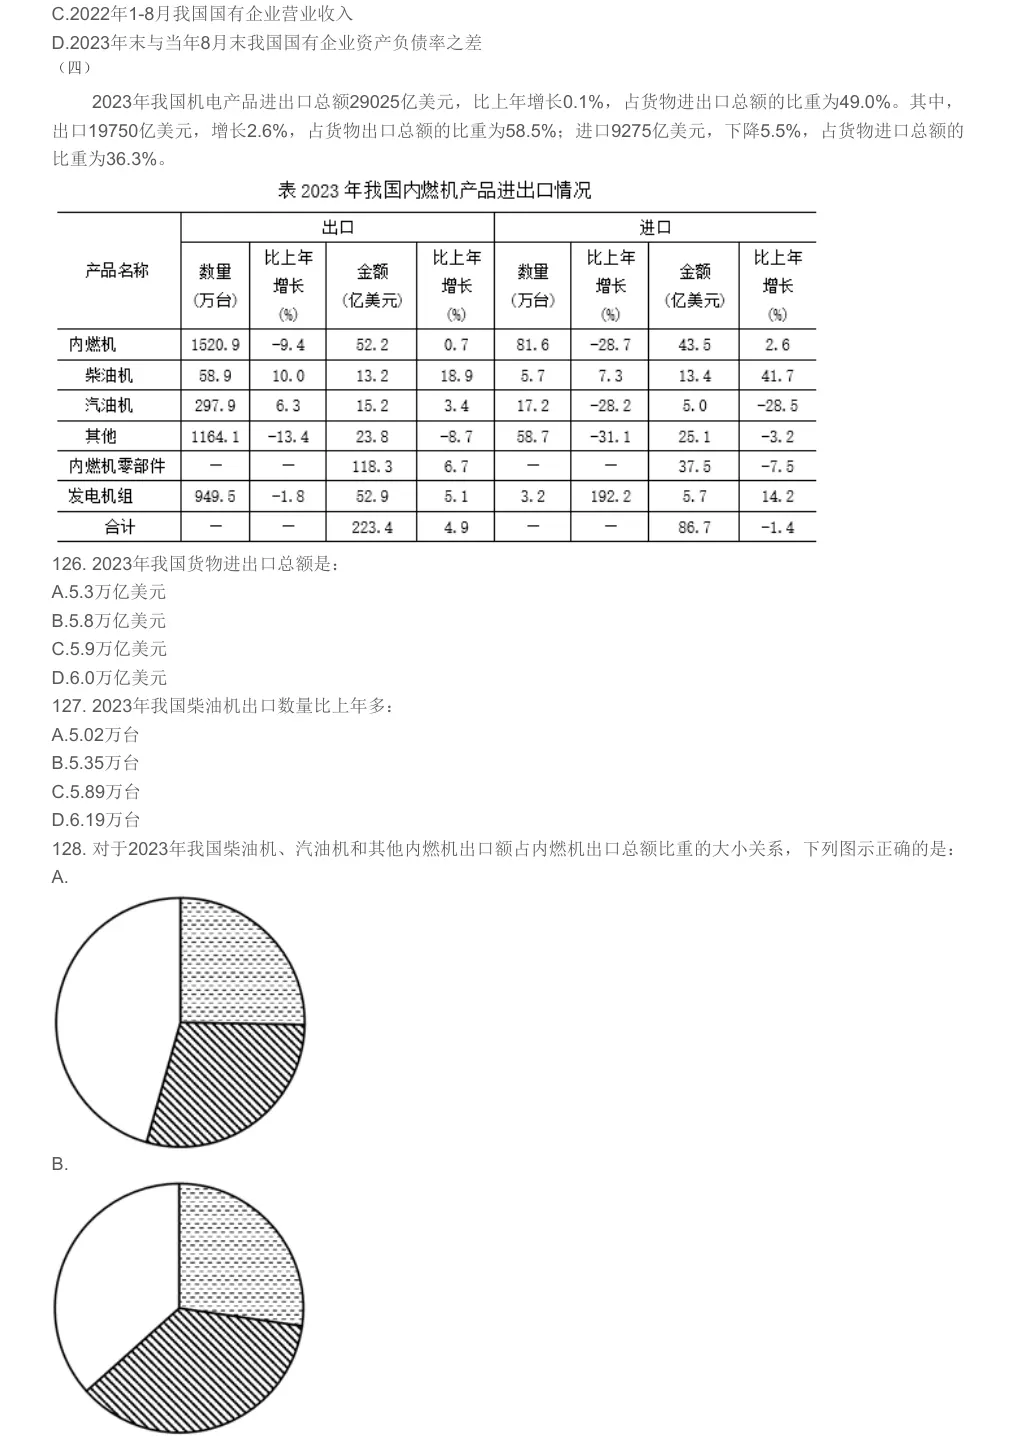 C.2022年1-8月我国国有企业营业收入
D.2023年末与当年8月末我国国有企业资产负债率之差
（四）
2023年我国机电产品进出口总额29025亿美元，比上年增长0.1%，占货物进出口总额的比重为49.0%。其中，
出口19750亿美元，增长2.6%，占货物出口总额的比重为58.5%；进口9275亿美元，下降5.5%，占货物进口总额的
比重为36.3%。
表 2023 年我国内燃机产品进出口情况
产品名称 出口 进口
数量（万台） 比上年增长（%） 金额（亿美元） 比上年增长（%） 数量（万台） 比上年增长（%） 金额（亿美元） 比上年增长（%）
内燃机 1520.9 -9.4 52.2 0.7 81.6 -28.7 43.5 2.6
柴油机 58.9 10.0 13.2 18.9 5.7 7.3 13.4 41.7
汽油机 297.9 6.3 15.2 3.4 17.2 -28.2 5.0 -28.5
其他 1164.1 -13.4 23.8 -8.7 58.7 -31.1 25.1 -3.2
内燃机零部件 — — 118.3 6.7 — — 37.5 -7.5
发电机组 949.5 -1.8 52.9 5.1 3.2 192.2 5.7 14.2
合计 — — 223.4 4.9 — — 86.7 -1.4
126. 2023年我国货物进出口总额是：
A.5.3万亿美元
B.5.8万亿美元
C.5.9万亿美元
D.6.0万亿美元
127. 2023年我国柴油机出口数量比上年多：
A.5.02万台
B.5.35万台
C.5.89万台
D.6.19万台
128. 对于2023年我国柴油机、汽油机和其他内燃机出口额占内燃机出口总额比重的大小关系，下列图示正确的是：
A.
B.